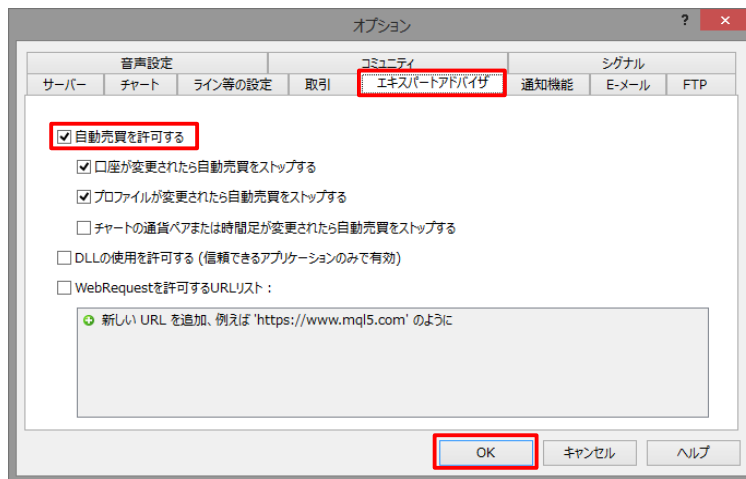 オプション
?
×
音声設定
コミュニティ
シグナル
サーバー
チャート
ライン等の設定
取引
エキスパートアドバイザ
通知機能
E-メール
FTP
自動売買を許可する
口座が変更されたら自動売買をストップする
プロファイルが変更されたら自動売買をストップする
チャートの通貨ペアまたは時間足が変更されたら自動売買をストップする
DLLの使用を許可する (信頼できるアプリケーションのみで有効)
WebRequestを許可するURLリスト：
新しい URL を追加、例えば 'https://www.mql5.com' のように
OK
キャンセル
ヘルプ